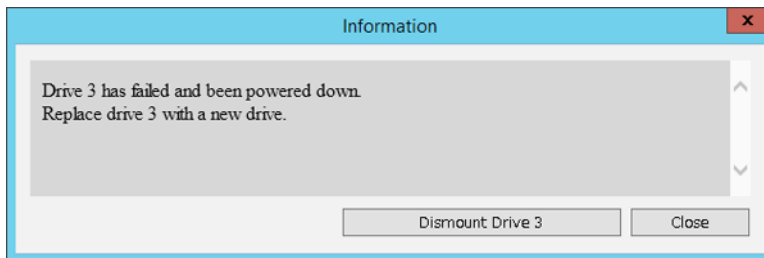 Information
x
Drive 3 has failed and been powered down.
Replace drive 3 with a new drive.
Dismount Drive 3
Close